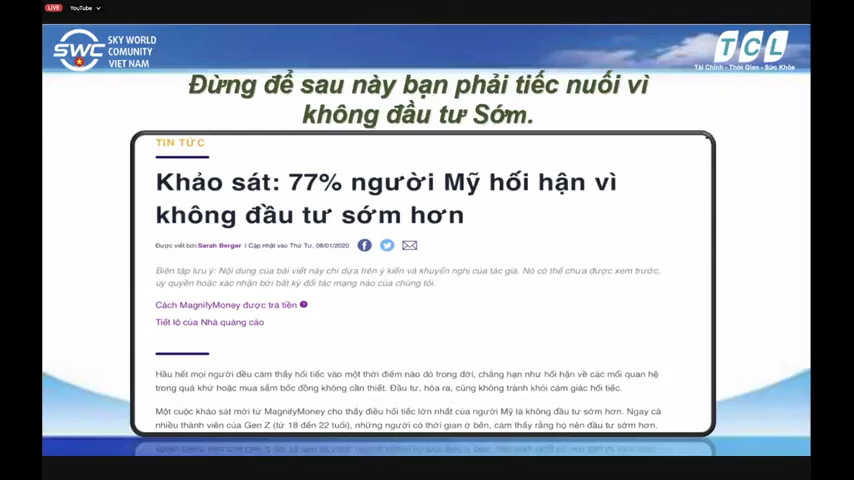 LIVE YouTube
SWC SKY WORLD
COMUNITY
VIET NAM
TCL
Tài Chính - Thời Gian - Sức Khỏe
Đừng để sau này bạn phải tiếc nuối vì
không đầu tư Sớm.
TIN TỨC
Khảo sát: 77% người Mỹ hối hận vì
không đầu tư sớm hơn
Được viết bởi: Sarah Berger | Cập nhật vào Thứ Tư, 08/01/2020
Biên tập lưu ý: Nội dung của bài viết này chỉ dựa trên ý kiến và khuyến nghị của tác giả. Nó có thể chưa được xem trước,
ủy quyền hoặc xác nhận bởi bất kỳ đối tác mạng nào của chúng tôi.
Cách MagnifyMoney được trả tiền
Tiết lộ của Nhà quảng cáo
Hầu hết mọi người đều cảm thấy hối tiếc vào một thời điểm nào đó trong đời, chẳng hạn như hối hận về các mối quan hệ
trong quá khứ hoặc mua sắm bốc đồng không cần thiết. Đầu tư, hóa ra, cũng không tránh khỏi cảm giác hối tiếc.
Một cuộc khảo sát mới từ MagnifyMoney cho thấy điều hối tiếc lớn nhất của người Mỹ là không đầu tư sớm hơn. Ngay cả
nhiều thành viên của Gen Z (từ 18 đến 22 tuổi), những người có thời gian ở bên, cảm thấy rằng họ nên đầu tư sớm hơn.